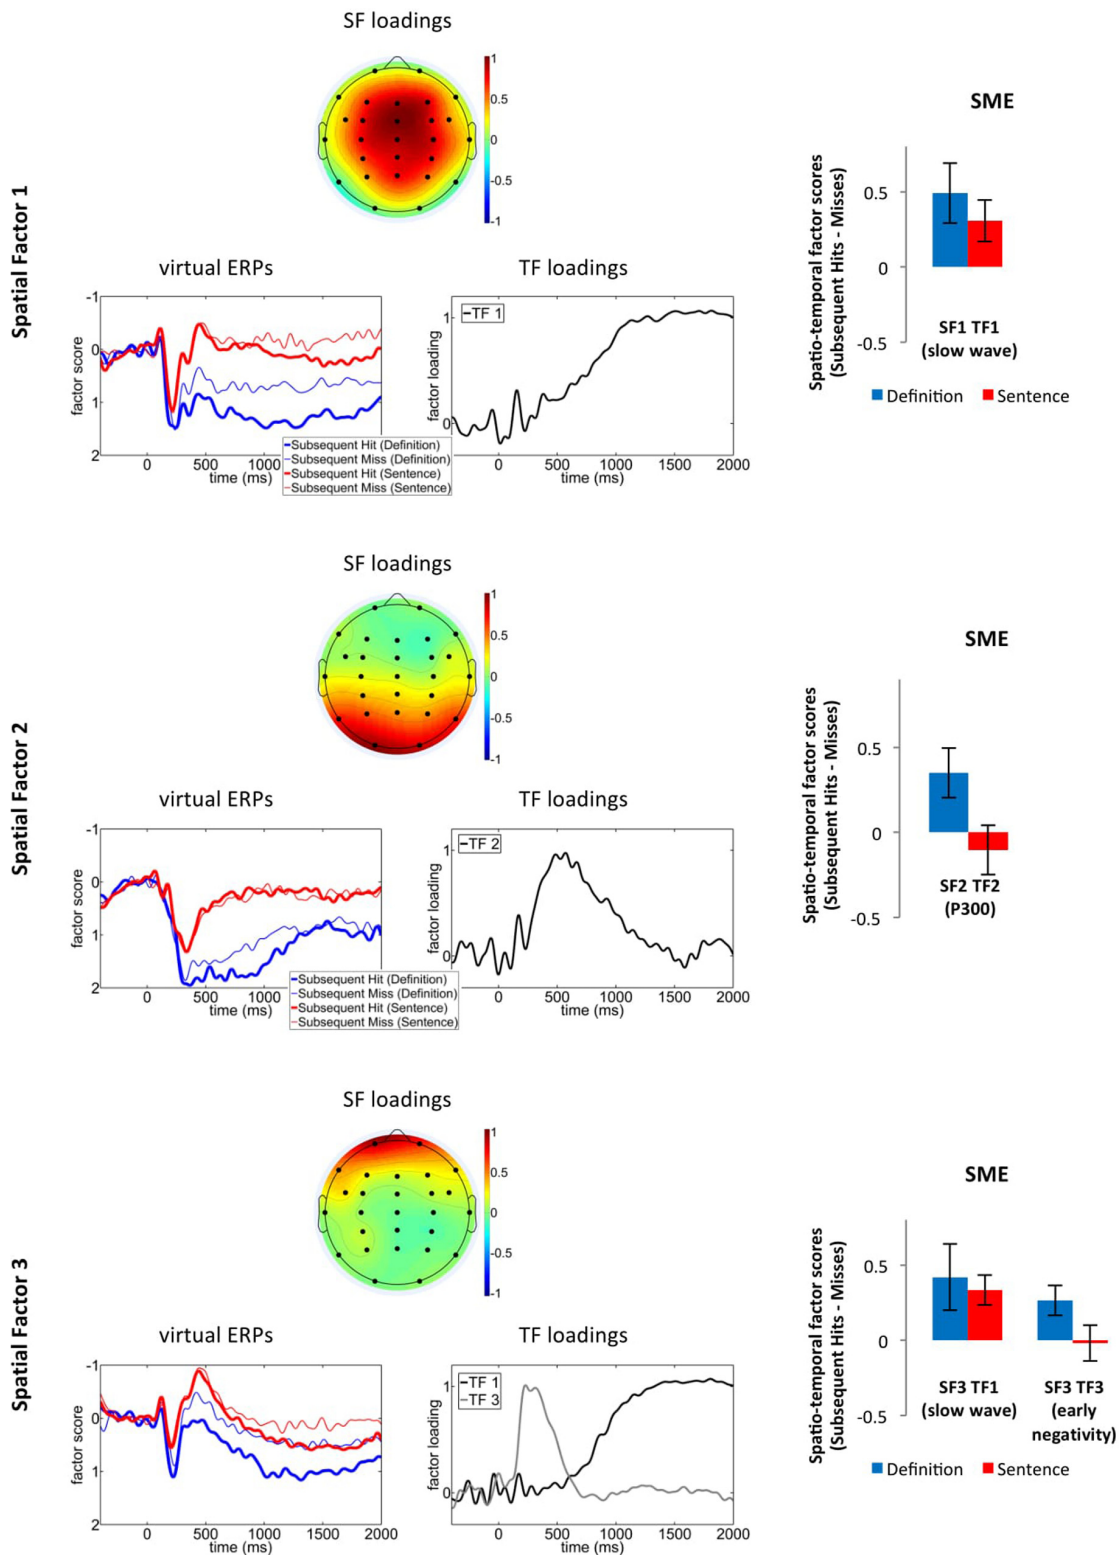 Spatial Factor 1
SF loadings
1
0.5
0
-0.5
-1
virtual ERPs
factor score
-1
0
1
2
0 500 1000
time (ms)
Subsequent Hit (Definition)
Subsequent Miss (Definition)
Subsequent Hit (Sentence)
Subsequent Miss (Sentence)
TF loadings
TF 1
factor loading
1
0
0 500 1000 1500 2000
time (ms)
SME
Spatio-temporal factor scores
(Subsequent Hits - Misses)
0.5
0
-0.5
SF1 TF1
(slow wave)
Definition Sentence
Spatial Factor 2
SF loadings
1
0.5
0
-0.5
-1
virtual ERPs
factor score
-1
0
1
2
0 500 1000
time (ms)
Subsequent Hit (Definition)
Subsequent Miss (Definition)
Subsequent Hit (Sentence)
Subsequent Miss (Sentence)
TF loadings
TF 2
factor loading
1
0
0 500 1000 1500 2000
time (ms)
SME
Spatio-temporal factor scores
(Subsequent Hits - Misses)
0.5
0
-0.5
SF2 TF2
(P300)
Spatial Factor 3
SF loadings
1
0.5
0
-0.5
-1
virtual ERPs
factor score
-1
0
1
2
0 500 1000 1500 2000
time (ms)
TF loadings
TF 1
TF 3
factor loading
1
0
0 500 1000 1500 2000
time (ms)
SME
Spatio-temporal factor scores
(Subsequent Hits - Misses)
0.5
0
-0.5
SF3 TF1 SF3 TF3
(slow wave) (early
negativity)
Definition Sentence